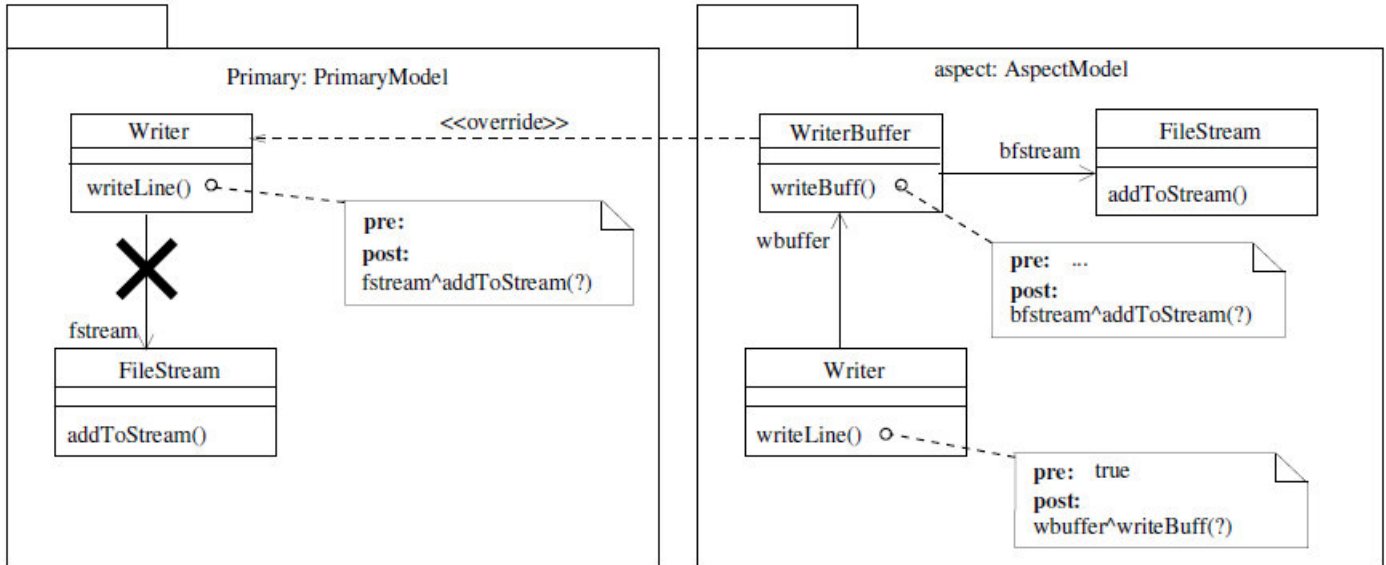 Primary: PrimaryModel
Writer
writeLine()
pre:
post:
fstream^addToStream(?)
fstream
FileStream
addToStream()
<<override>>
aspect: AspectModel
WriterBuffer
writeBuff()
bfstream
FileStream
addToStream()
pre: ...
post:
bfstream^addToStream(?)
wbuffer
Writer
writeLine()
pre: true
post:
wbuffer^writeBuff(?)